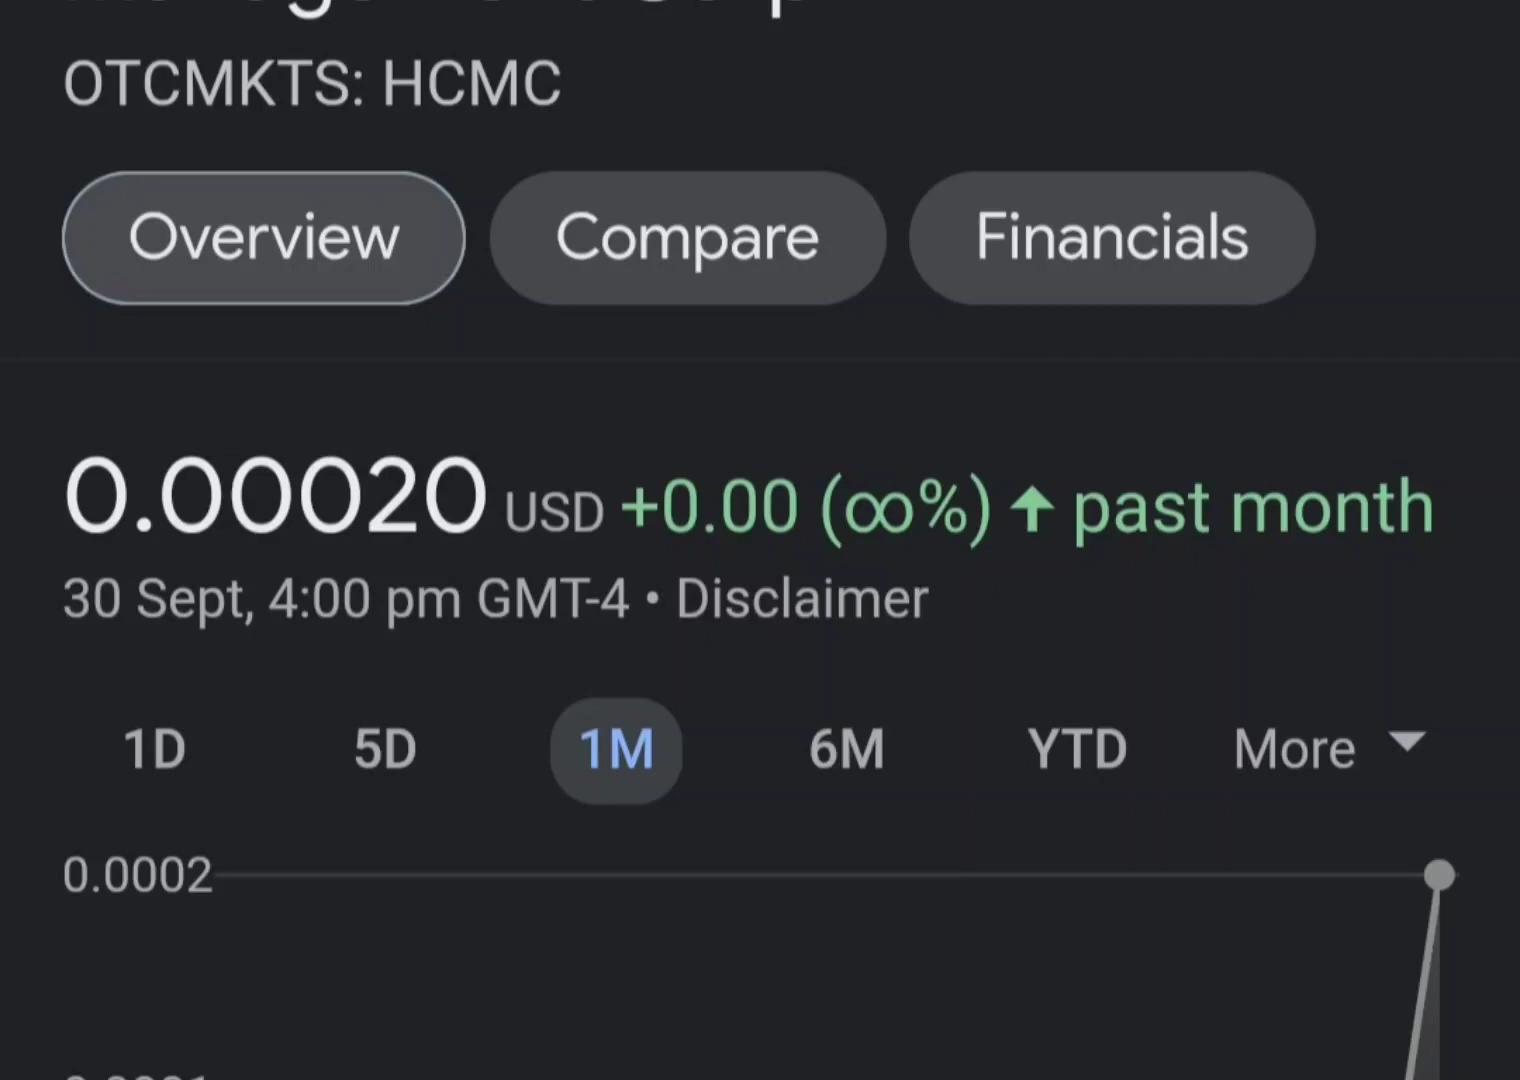 OTCMKTS: HCMC
Overview Compare Financials
0.00020 USD +0.00 (∞%) ↑ past month
30 Sept, 4:00 pm GMT-4 • Disclaimer
1D 5D 1M 6M YTD More
0.0002